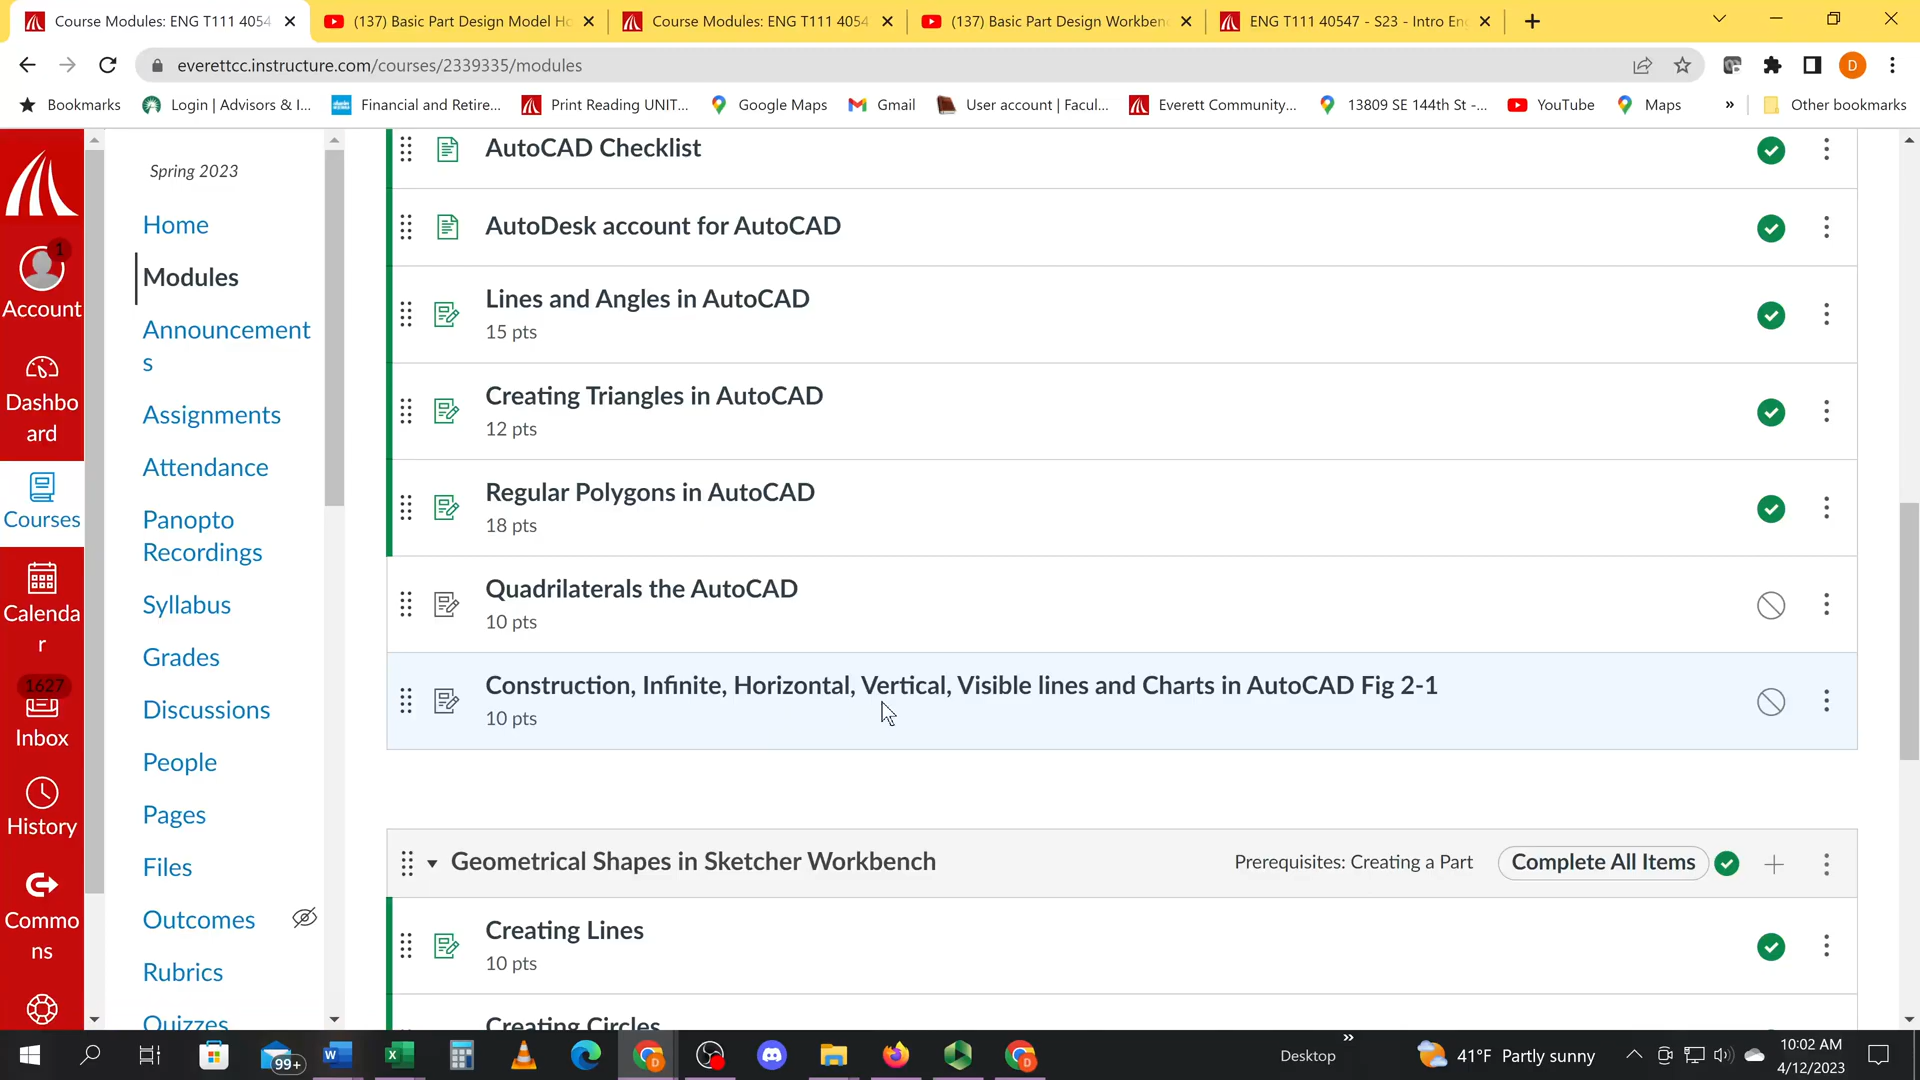 Course Modules: ENG T111 4054
(137) Basic Part Design Model Ho
Course Modules: ENG T111 4054
(137) Basic Part Design Workben
ENG T111 40547 - S23 - Intro En
everettcc.instructure.com/courses/2339335/modules
D
Bookmarks
Login | Advisors & I...
Financial and Retire...
Print Reading UNIT...
Google Maps
Gmail
User account | Facul...
Everett Community...
13809 SE 144th St -...
YouTube
Maps
»
Other bookmarks
1
Account
Dashbo
ard
Courses
Calenda
r
1627
Inbox
History
Commo
ns
Spring 2023
Home
Modules
Announcement
s
Assignments
Attendance
Panopto
Recordings
Syllabus
Grades
Discussions
People
Pages
Files
Outcomes
Rubrics
Quizzes
AutoCAD Checklist
AutoDesk account for AutoCAD
Lines and Angles in AutoCAD
15 pts
Creating Triangles in AutoCAD
12 pts
Regular Polygons in AutoCAD
18 pts
Quadrilaterals the AutoCAD
10 pts
Construction, Infinite, Horizontal, Vertical, Visible lines and Charts in AutoCAD Fig 2-1
10 pts
Geometrical Shapes in Sketcher Workbench
Prerequisites: Creating a Part
Complete All Items
Creating Lines
10 pts
Creating Circles
99+
Desktop
»
41°F Partly sunny
10:02 AM
4/12/2023